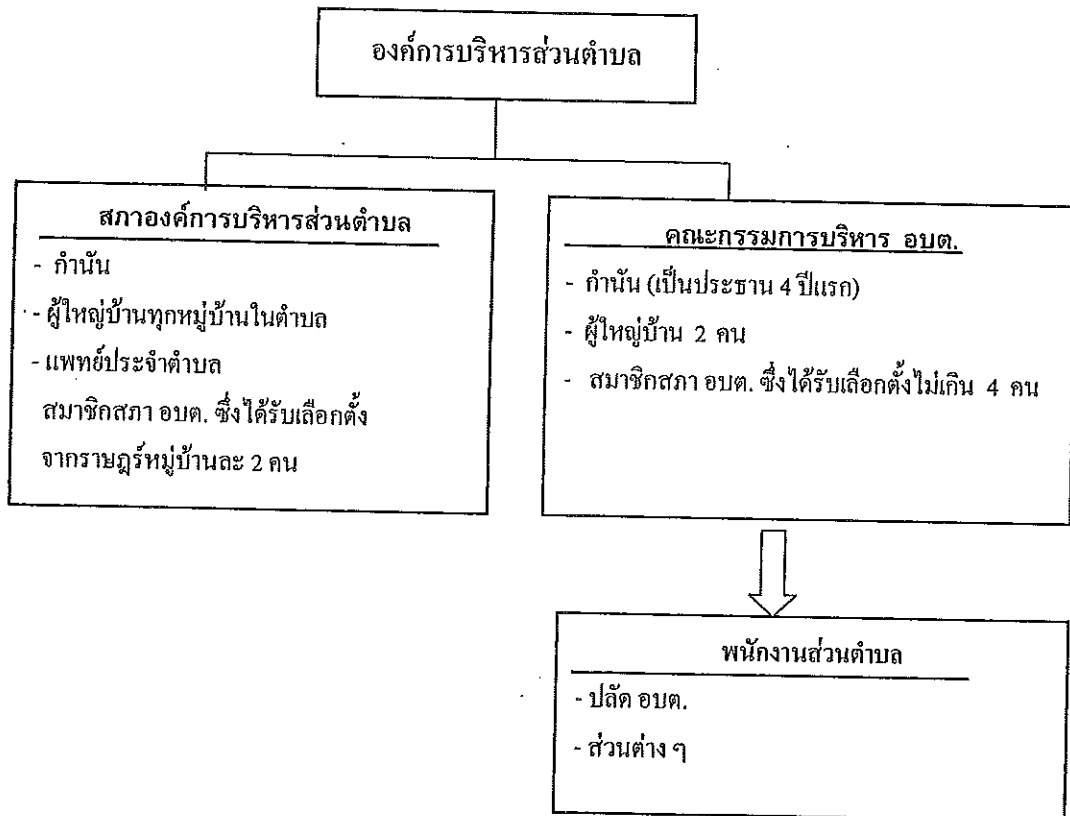 องค์การบริหารส่วนตำบล
สภาองค์การบริหารส่วนตำบล
- กำนัน
- ผู้ใหญ่บ้านทุกหมู่บ้านในตำบล
- แพทย์ประจำตำบล
สมาชิกสภา อบต. ซึ่งได้รับเลือกตั้ง
จากราษฎร์หมู่บ้านละ 2 คน
คณะกรรมการบริหาร อบต.
- กำนัน (เป็นประธาน 4 ปีแรก)
- ผู้ใหญ่บ้าน 2 คน
- สมาชิกสภา อบต. ซึ่งได้รับเลือกตั้งไม่เกิน 4 คน
พนักงานส่วนตำบล
- ปลัด อบต.
- ส่วนต่าง ๆ